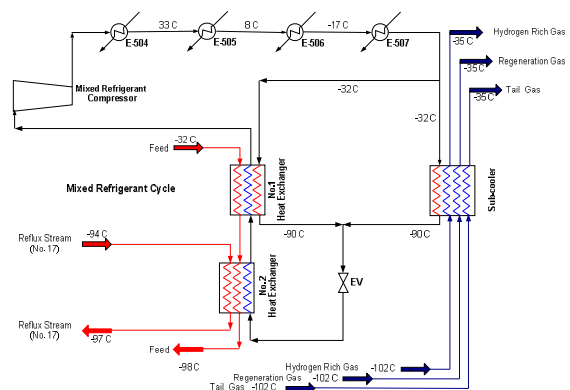 33 C
8 C
-17 C
E-504
E-505
E-506
E-507
-35 C
Hydrogen Rich Gas
Regeneration Gas
-35 C
Tail Gas
-35 C
Mixed Refrigerant
Compressor
-32 C
-32 C
Feed
-32 C
No.1
Heat Exchanger
Sub-cooler
Mixed Refrigerant Cycle
-90 C
-90 C
Reflux Stream
(No. 17)
-94 C
No.2
Heat Exchanger
EV
Reflux Stream
(No. 17)
-97 C
Feed
-98 C
Hydrogen Rich Gas
-102 C
Regeneration Gas
-102 C
Tail Gas
-102 C